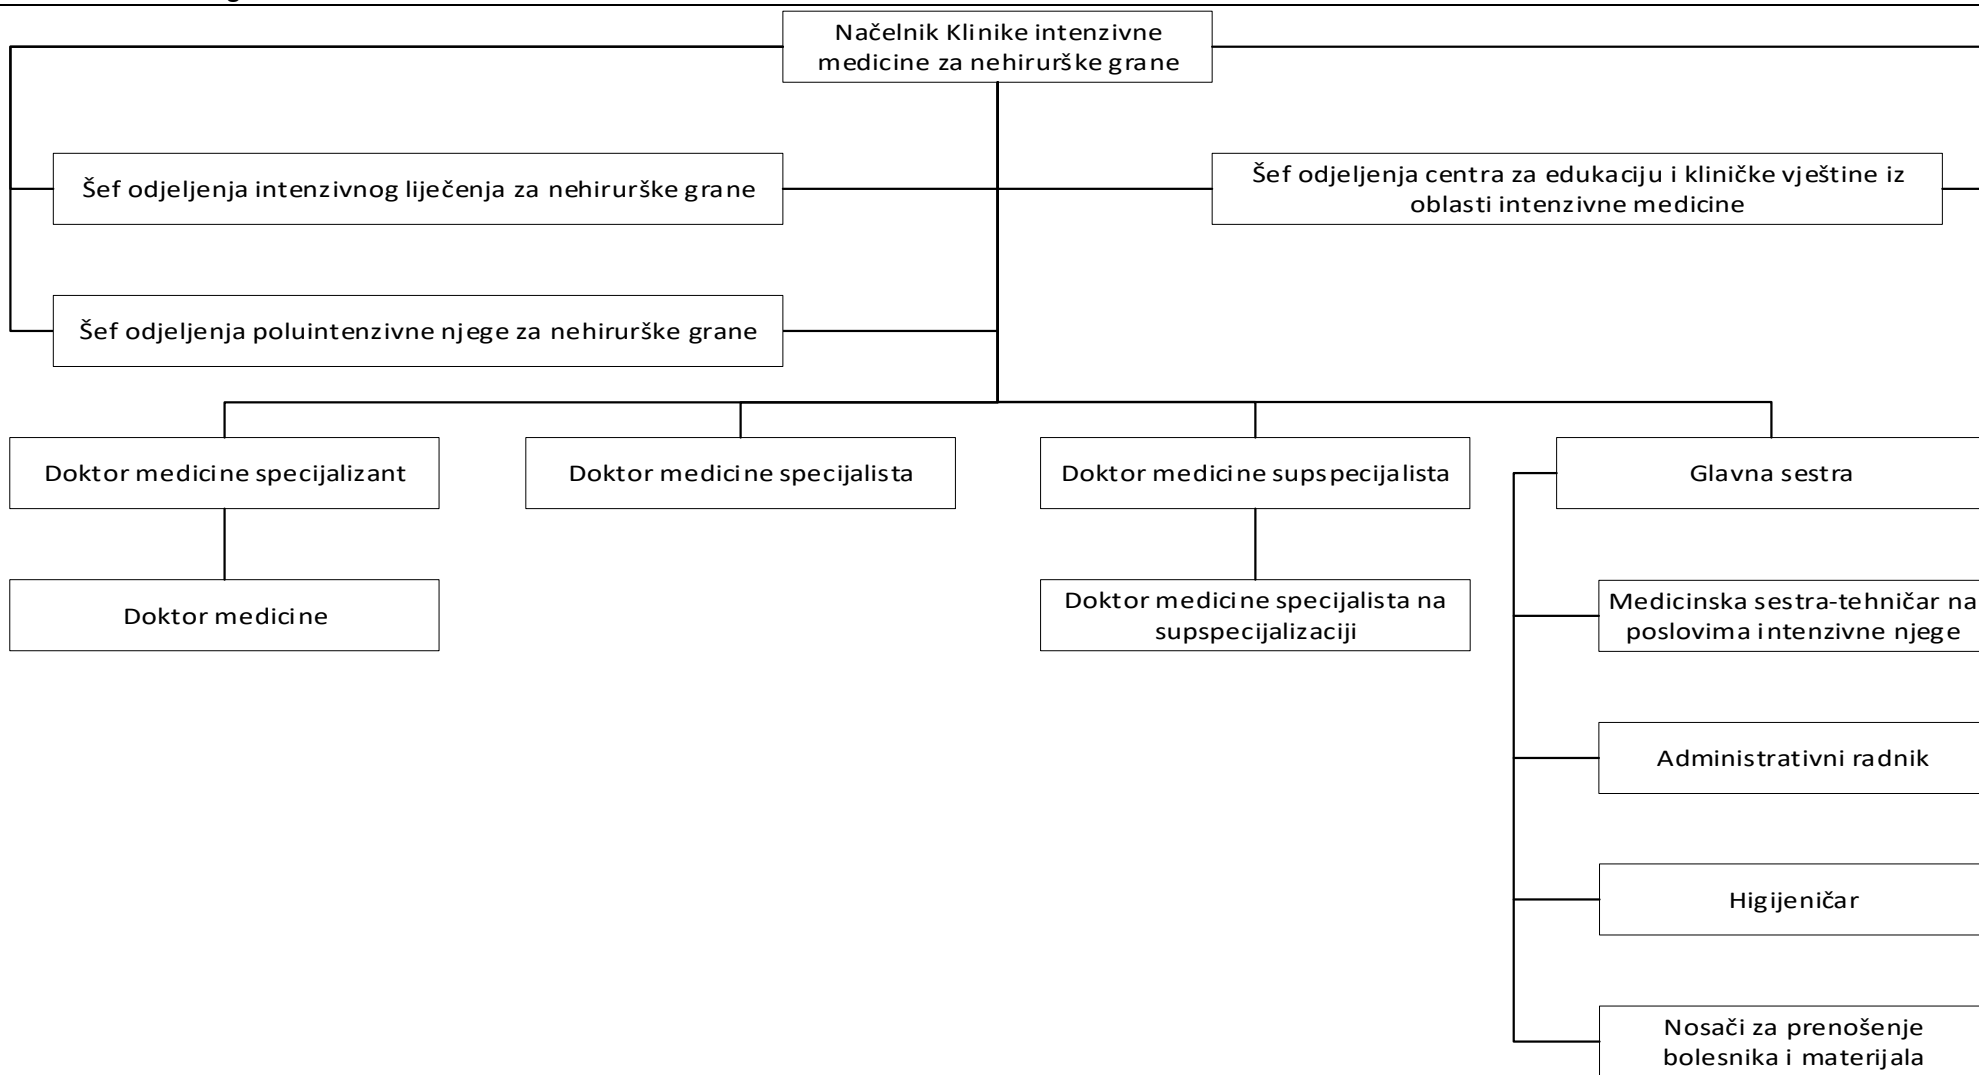 Načelnik Klinike intenzivne
medicine za nehirurške grane
Šef odjeljenja intenzivnog liječenja za nehirurške grane
Šef odjeljenja centra za edukaciju i kliničke vještine iz
oblasti intenzivne medicine
Šef odjeljenja poluintenzivne njege za nehirurške grane
Doktor medicine specijalizant
Doktor medicine specijalista
Doktor medicine supspecijalista
Glavna sestra
Doktor medicine
Doktor medicine specijalista na
supspecijalizaciji
Medicinska sestra-tehničar na
poslovima intenzivne njege
Administrativni radnik
Higijeničar
Nosači za prenošenje
bolesnika i materijala